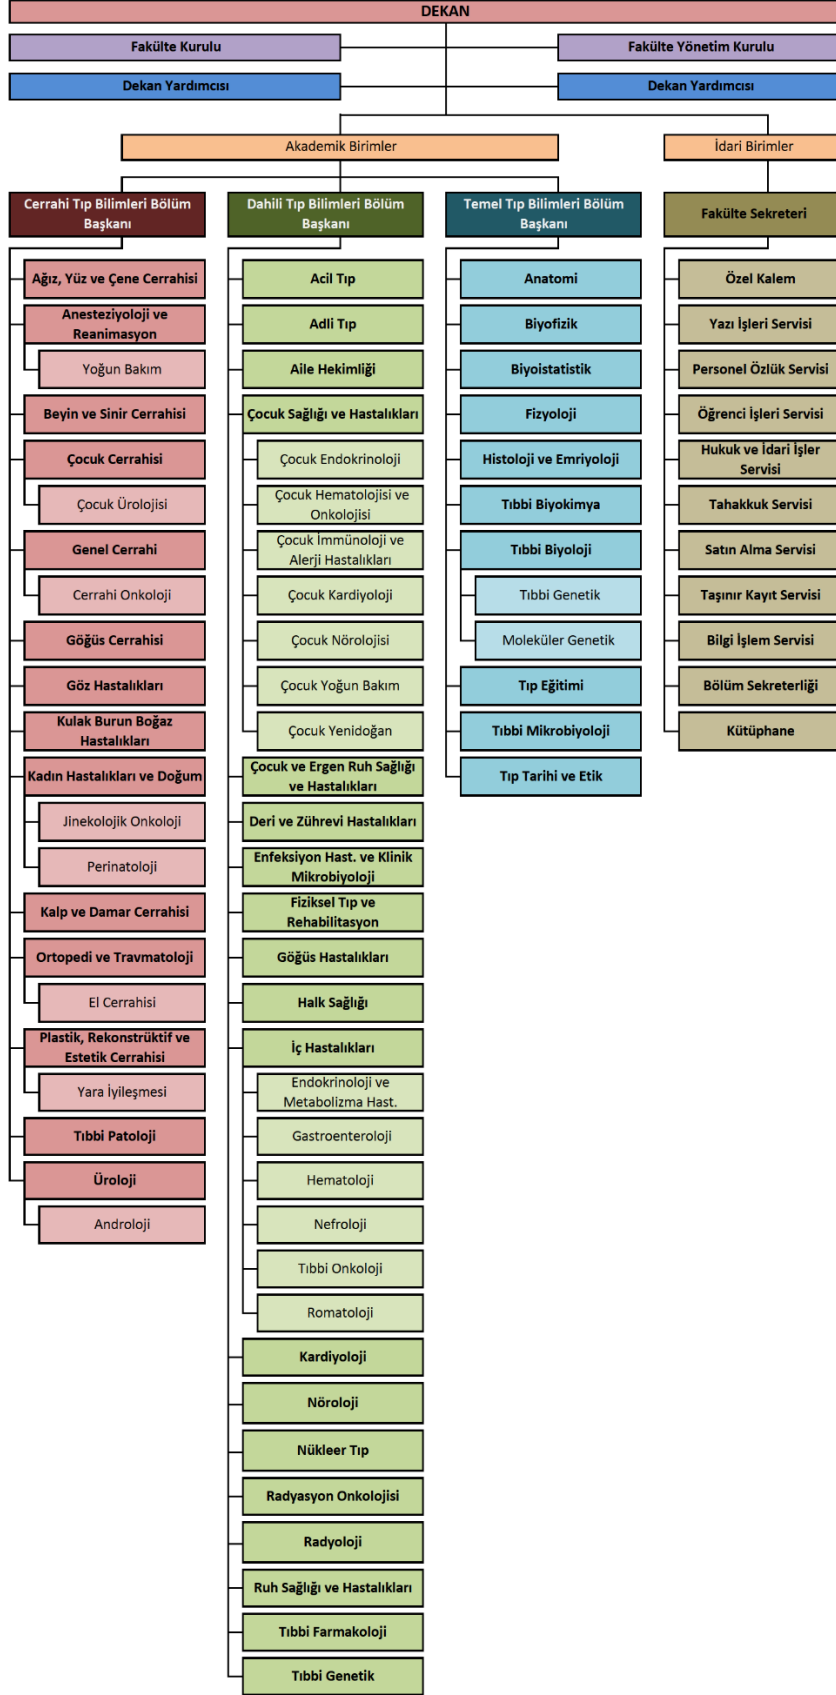 DEKAN
Fakülte Kurulu
Fakülte Yönetim Kurulu
Dekan Yardımcısı
Dekan Yardımcısı
Akademik Birimler
İdari Birimler
Cerrahi Tıp Bilimleri Bölüm
Başkanı
Dahili Tıp Bilimleri Bölüm
Başkanı
Temel Tıp Bilimleri Bölüm
Başkanı
Fakülte Sekreteri
Ağız, Yüz ve Çene Cerrahisi
Anesteziyoloji ve
Reanimasyon
Yoğun Bakım
Beyin ve Sinir Cerrahisi
Çocuk Cerrahisi
Çocuk Ürolojisi
Genel Cerrahi
Cerrahi Onkoloji
Göğüs Cerrahisi
Göz Hastalıkları
Kulak Burun Boğaz
Hastalıkları
Kadın Hastalıkları ve Doğum
Jinekolojik Onkoloji
Perinatoloji
Kalp ve Damar Cerrahisi
Ortopedi ve Travmatoloji
El Cerrahisi
Plastik, Rekonstrüktif ve
Estetik Cerrahisi
Yara İyileşmesi
Tıbbi Patoloji
Üroloji
Androloji
Acil Tıp
Adli Tıp
Aile Hekimliği
Çocuk Sağlığı ve Hastalıkları
Çocuk Endokrinoloji
Çocuk Hematolojisi ve
Onkolojisi
Çocuk İmmünoloji ve
Alerji Hastalıkları
Çocuk Kardiyoloji
Çocuk Nörolojisi
Çocuk Yoğun Bakım
Çocuk Yenidoğan
Çocuk ve Ergen Ruh Sağlığı
ve Hastalıkları
Deri ve Zührevi Hastalıkları
Enfeksiyon Hast. ve Klinik
Mikrobiyoloji
Fiziksel Tıp ve
Rehabilitasyon
Göğüs Hastalıkları
Halk Sağlığı
İç Hastalıkları
Endokrinoloji ve
Metabolizma Hast.
Gastroenteroloji
Hematoloji
Nefroloji
Tıbbi Onkoloji
Romatoloji
Kardiyoloji
Nöroloji
Nükleer Tıp
Radyasyon Onkolojisi
Radyoloji
Ruh Sağlığı ve Hastalıkları
Tıbbi Farmakoloji
Tıbbi Genetik
Anatomi
Biyofizik
Biyoistatistik
Fizyoloji
Histoloji ve Emriyoloji
Tıbbi Biyokimya
Tıbbi Biyoloji
Tıbbi Genetik
Moleküler Genetik
Tıp Eğitimi
Tıbbi Mikrobiyoloji
Tıp Tarihi ve Etik
Özel Kalem
Yazı İşleri Servisi
Personel Özlük Servisi
Öğrenci İşleri Servisi
Hukuk ve İdari İşler
Servisi
Tahakkuk Servisi
Satın Alma Servisi
Taşınır Kayıt Servisi
Bilgi İşlem Servisi
Bölüm Sekreterliği
Kütüphane